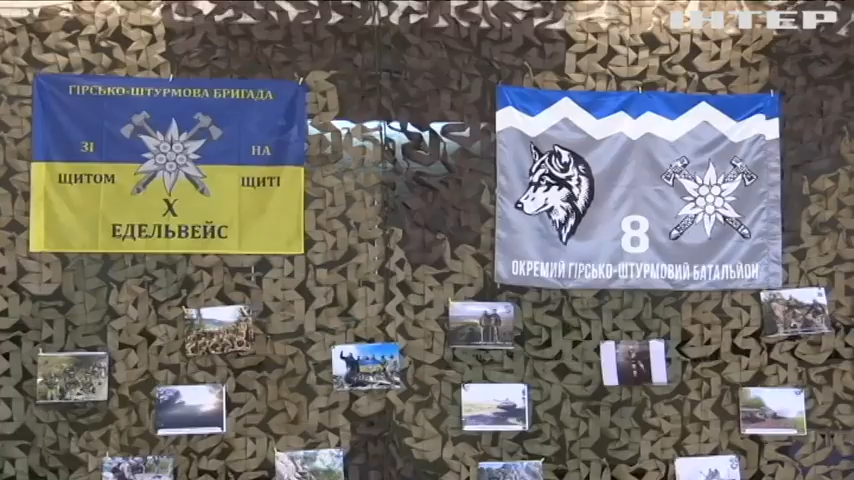 ІНТЕР
ГІРСЬКО-ШТУРМОВА БРИГАДА
ЗІ НА
ЩИТОМ ЩИТІ
X
ЕДЕЛЬВЕЙС
8
ОКРЕМИЙ ГІРСЬКО-ШТУРМОВИЙ БАТАЛЬЙОН